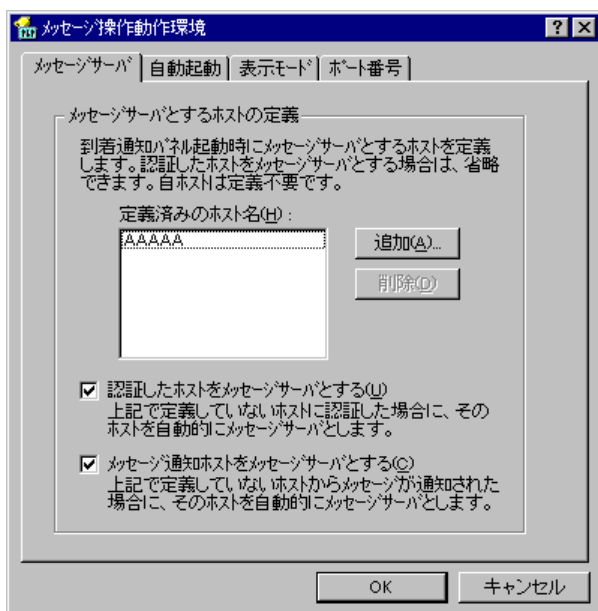 メッセージ操作動作環境
メッセージサーバ 自動起動 表示モード ポート番号
メッセージサーバとするホストの定義
到着通知パネル起動時にメッセージサーバとするホストを定義
します。認証したホストをメッセージサーバとする場合は、省略
できます。自ホストは定義不要です。
定義済みのホスト名(H):
AAAAA
追加(A)...
削除(D)
認証したホストをメッセージサーバとする(U)
上記で定義していないホストに認証した場合に、その
ホストを自動的にメッセージサーバとします。
メッセージ通知ホストをメッセージサーバとする(C)
上記で定義していないホストからメッセージが通知された
場合に、そのホストを自動的にメッセージサーバとします。
OK キャンセル